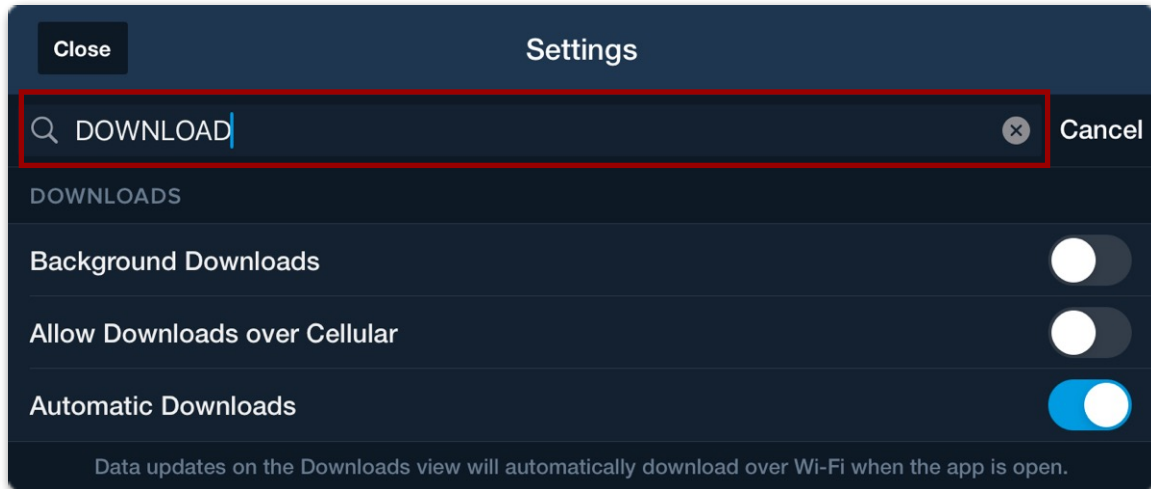 Close
Settings
DOWNLOAD
Cancel
DOWNLOADS
Background Downloads
Allow Downloads over Cellular
Automatic Downloads
Data updates on the Downloads view will automatically download over Wi-Fi when the app is open.